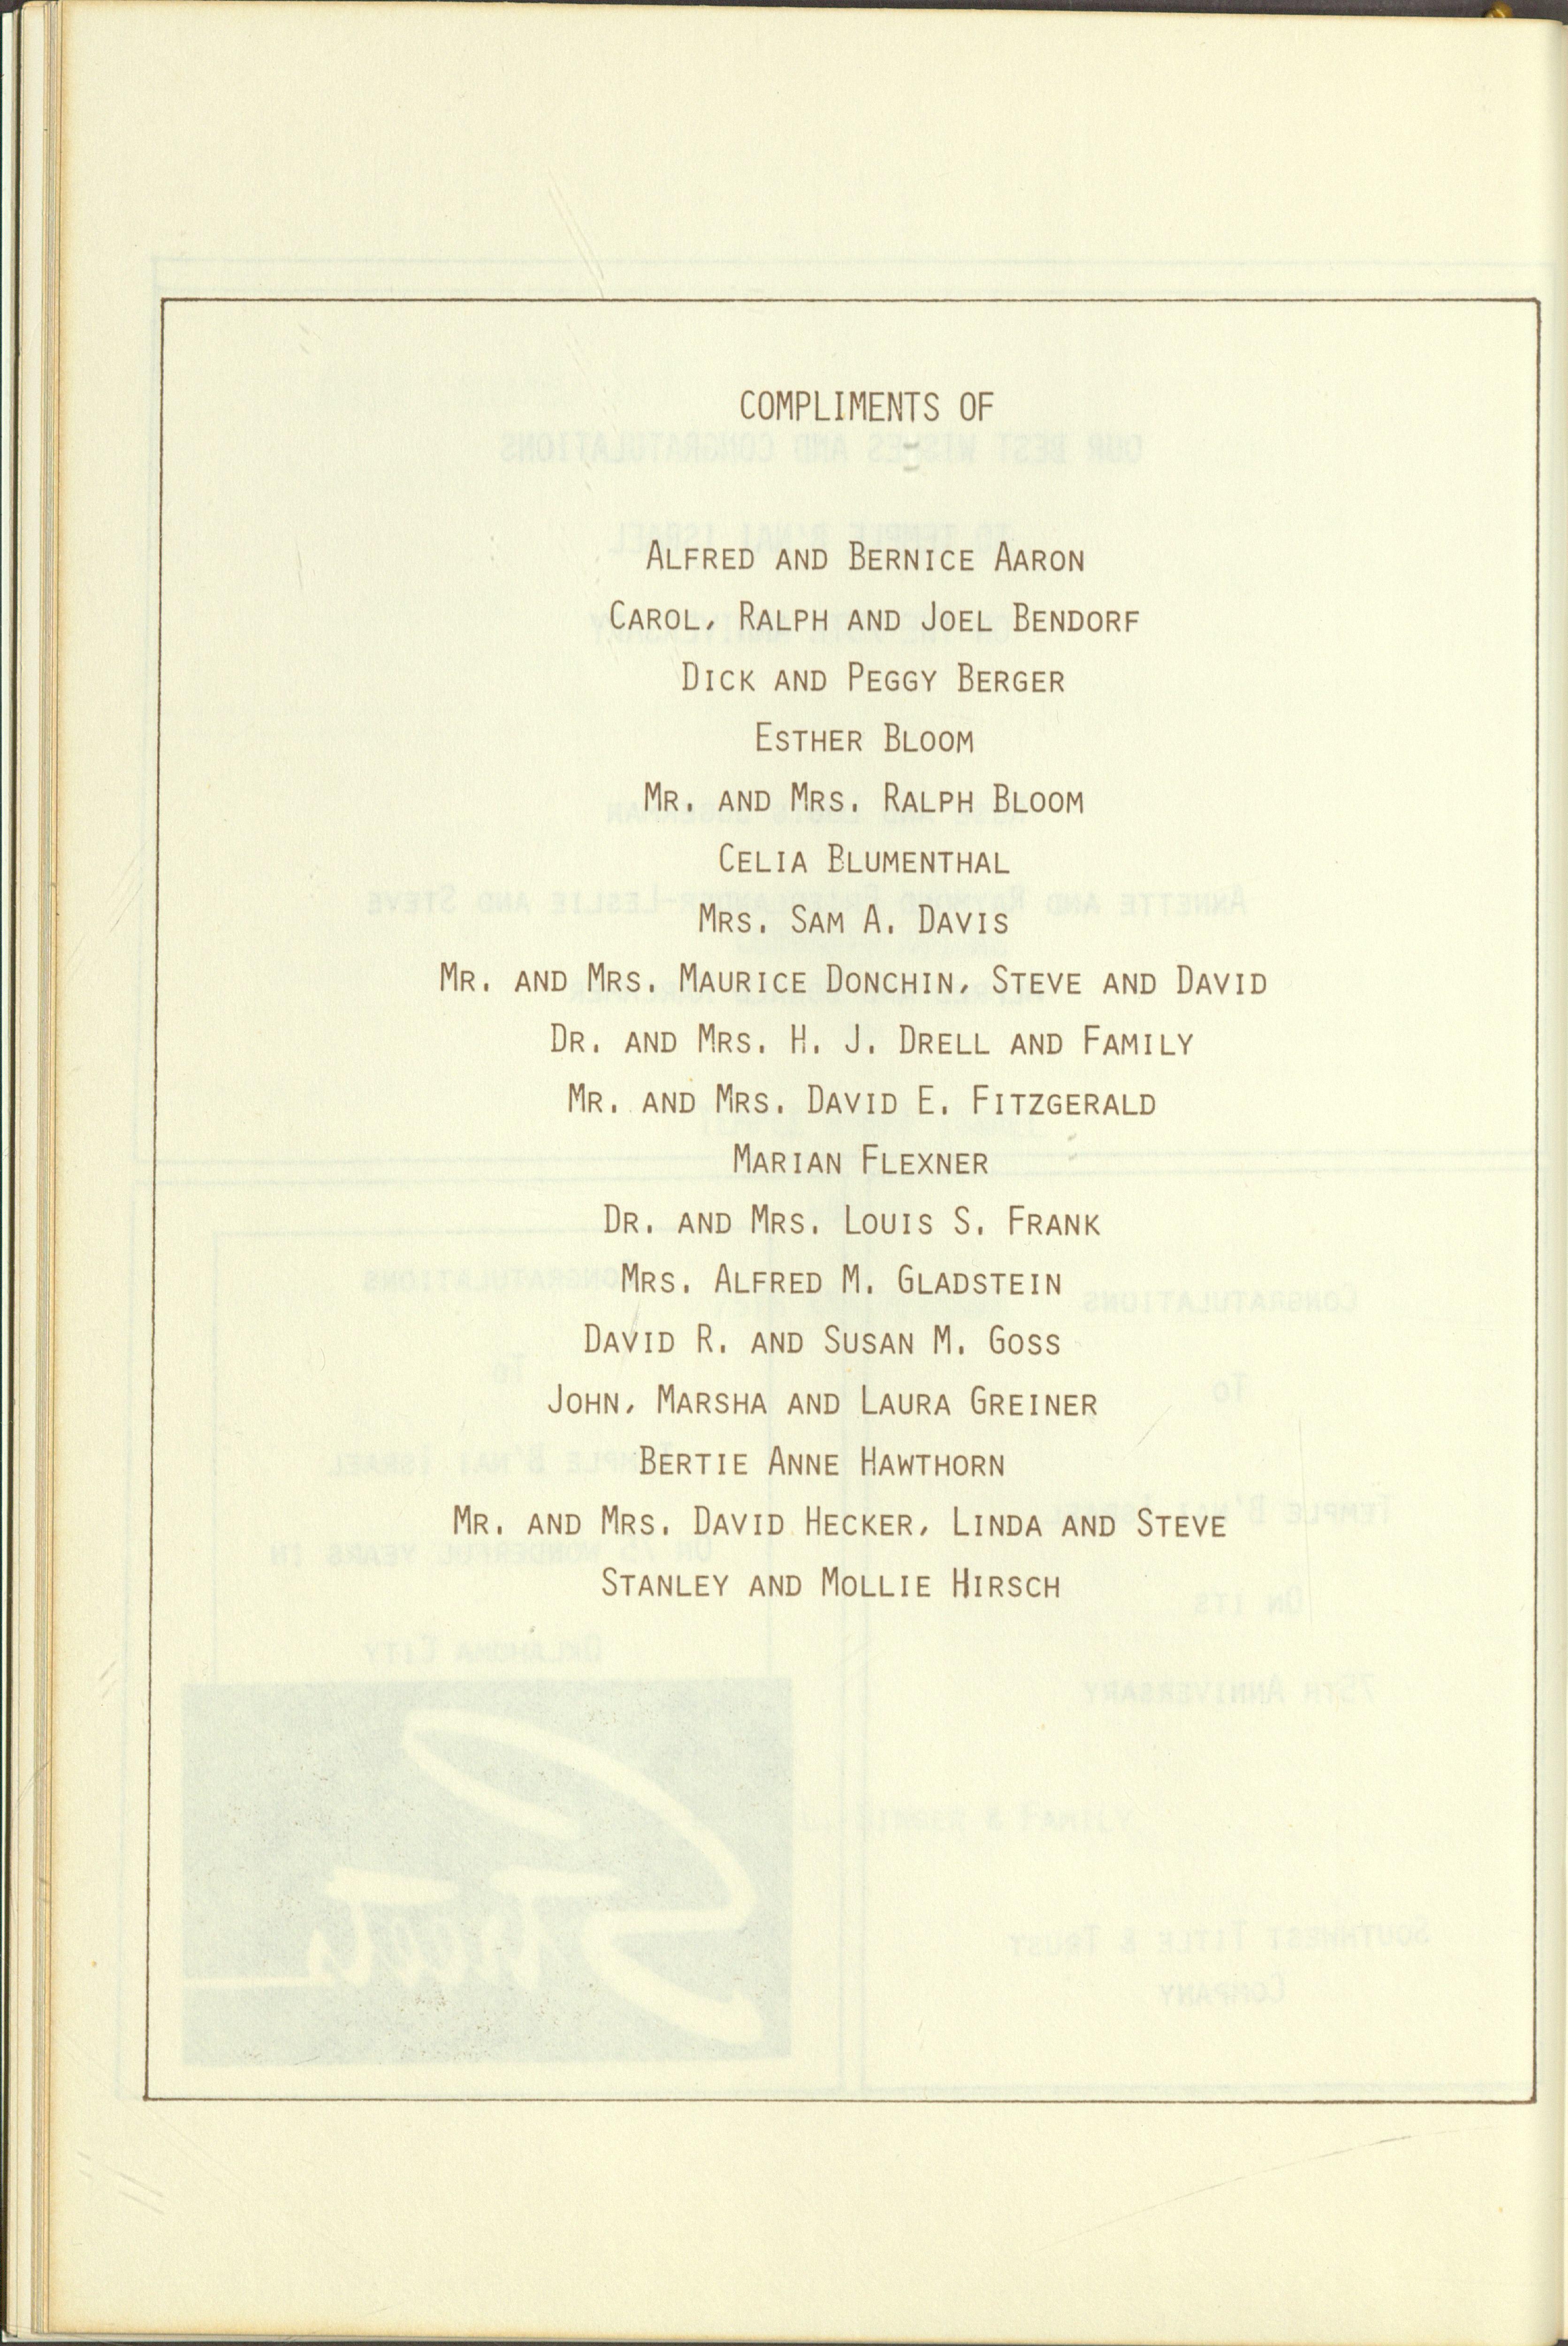 COMPLIMENTS OF
ALFRED AND BERNICE AARON
CAROL, RALPH AND JOEL BENDORF
DICK AND PEGGY BERGER
ESTHER BLOOM
MR. AND MRS. RALPH BLOOM
CELIA BLUMENTHAL
MRS. SAM A. DAVIS
MR. AND MRS. MAURICE DONCHIN, STEVE AND DAVID
DR. AND MRS. H. J. DRELL AND FAMILY
MR. AND MRS. DAVID E. FITZGERALD
MARIAN FLEXNER
DR. AND MRS. LOUIS S. FRANK
MRS. ALFRED M. GLADSTEIN
DAVID R. AND SUSAN M. GOSS
JOHN, MARSHA AND LAURA GREINER
BERTIE ANNE HAWTHORN
MR. AND MRS. DAVID HECKER, LINDA AND STEVE
STANLEY AND MOLLIE HIRSCH